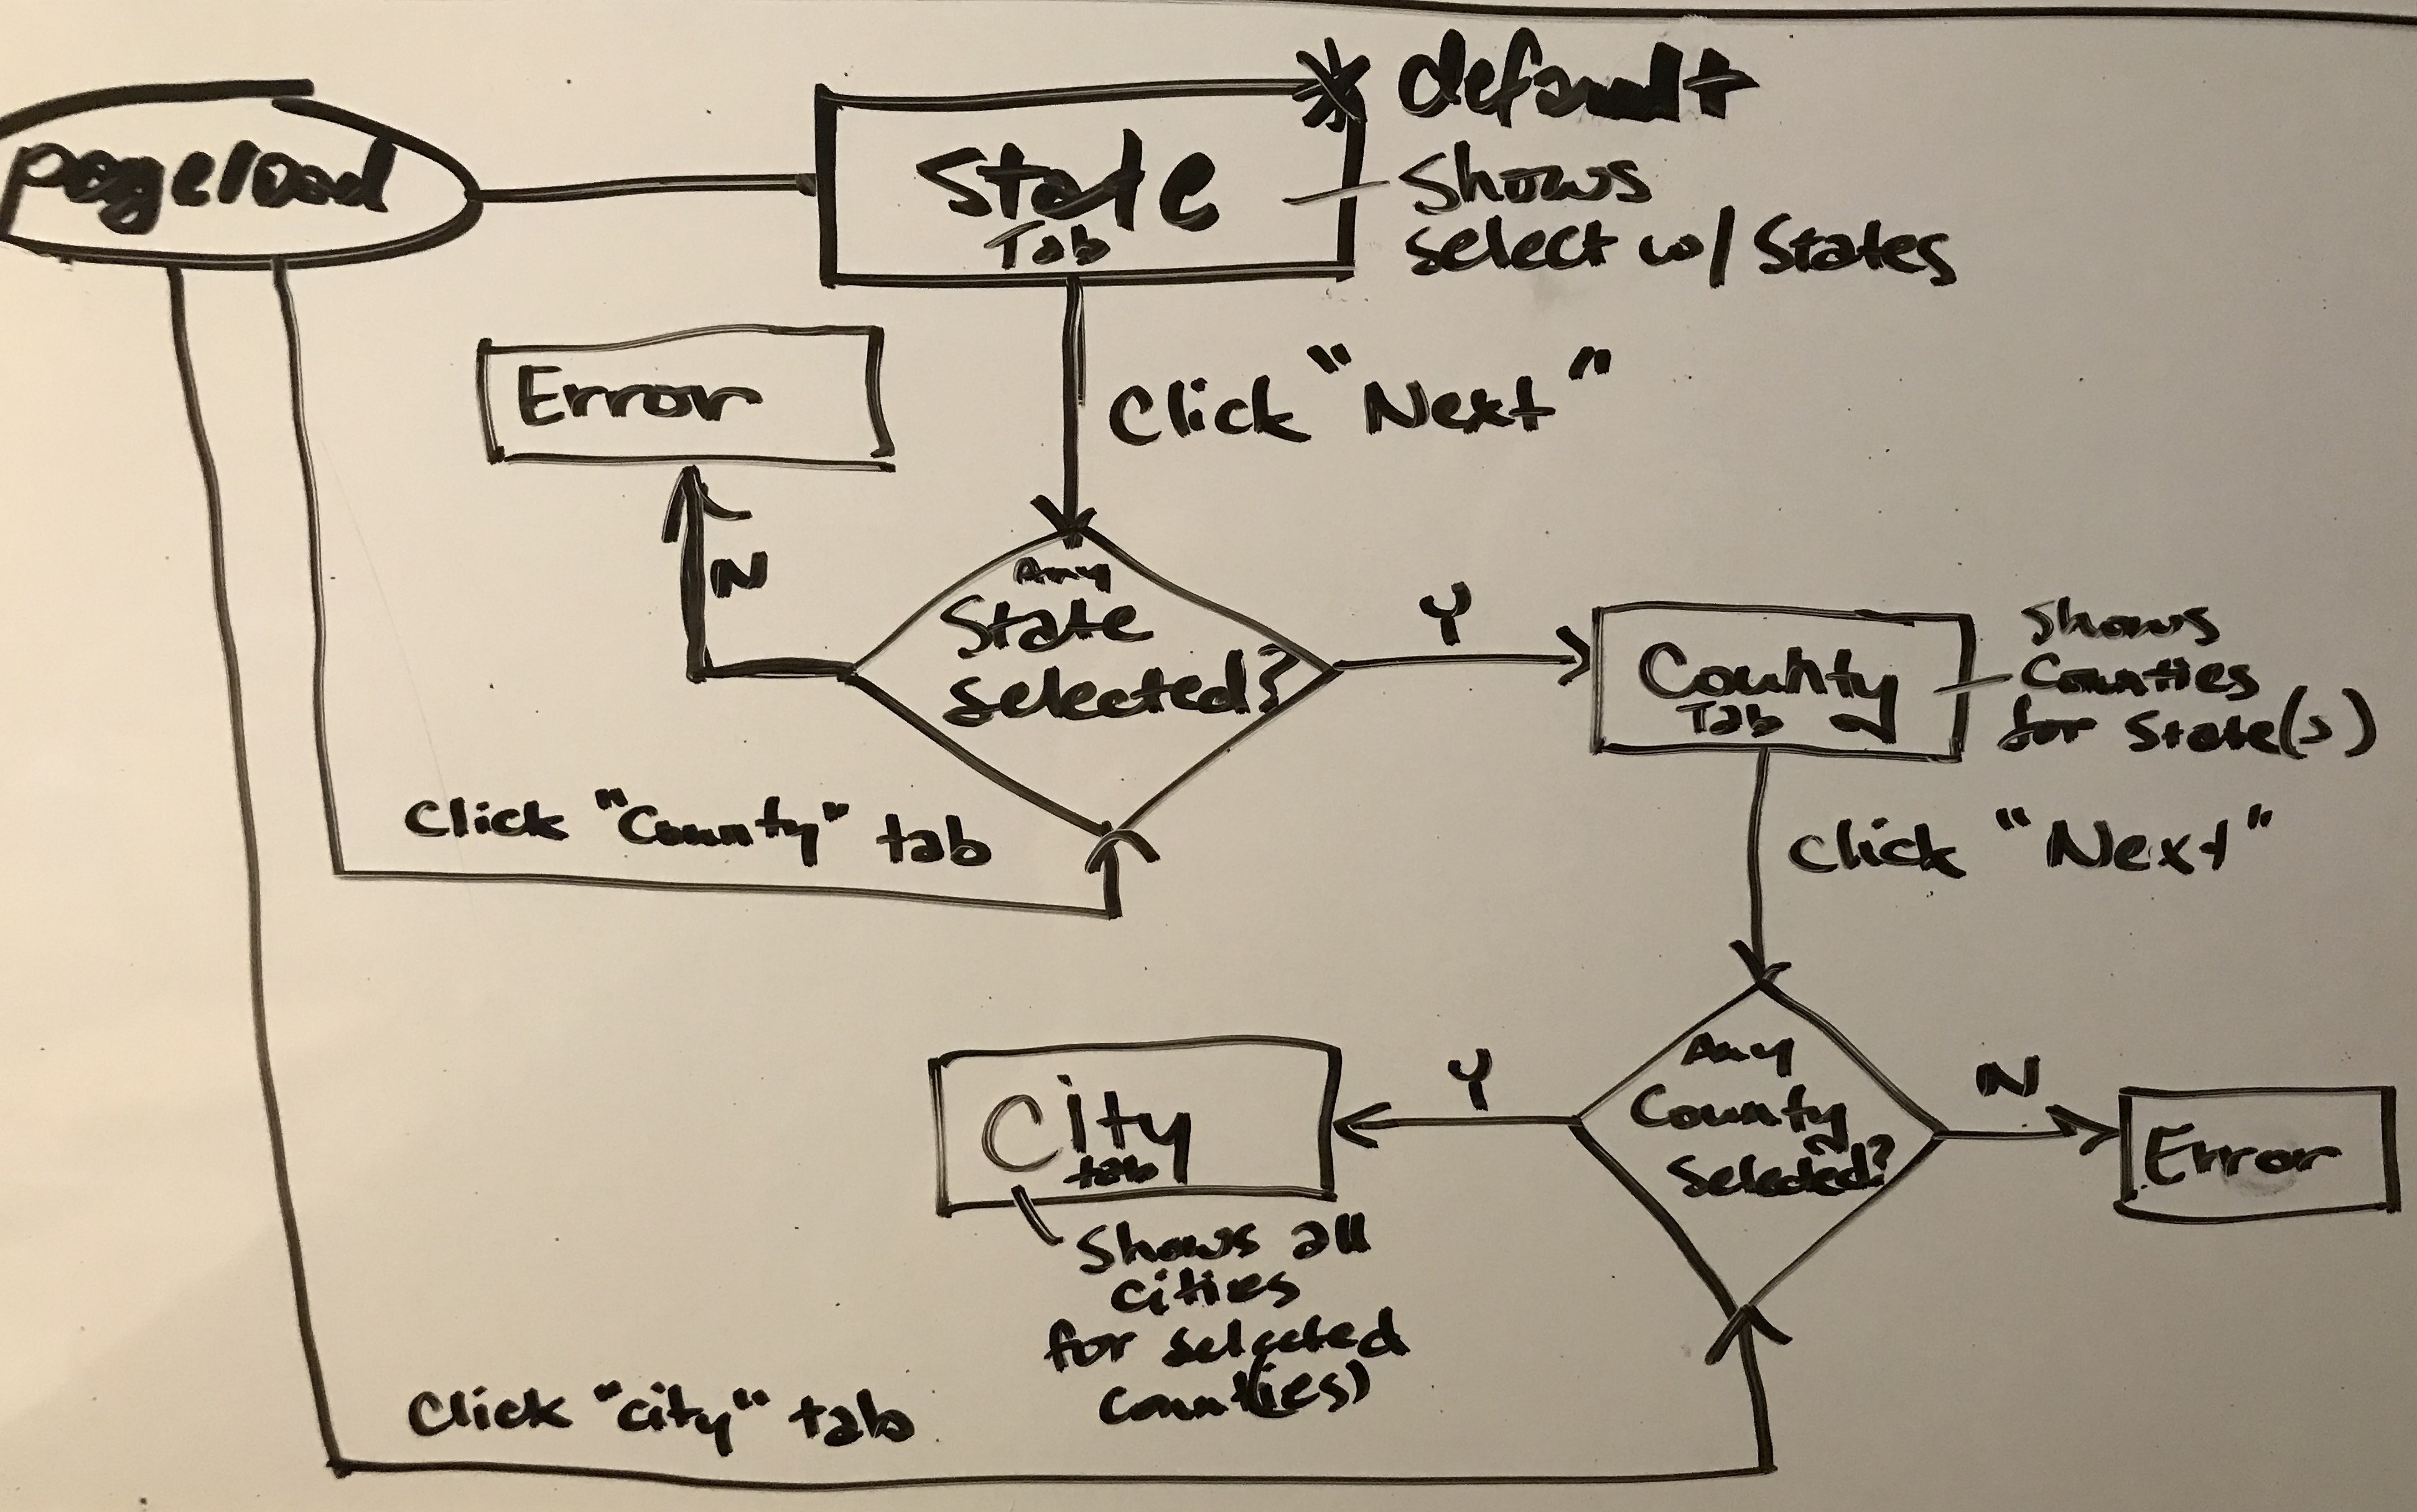 pageload
State
Tab
* default
Shows
select w/ States
Error
Click "Next"
N
Any
State
selected?
Y
County
Tab
Shows
Counties
for State(s)
Click "County" tab
Click "Next"
City
tab
Y
Any
County
Selected?
N
Error
Shows all
cities
for selected
count(ies)
Click "city" tab